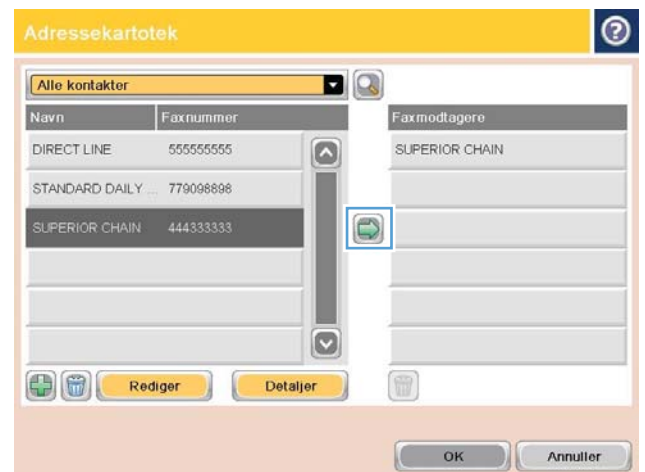 Adressekartotek
Alle kontakter
Navn Faxnummer Faxmodtagere
DIRECT LINE 555555555 SUPERIOR CHAIN
STANDARD DAILY ... 779098898
SUPERIOR CHAIN 444333333
Rediger Detaljer
OK Annuller